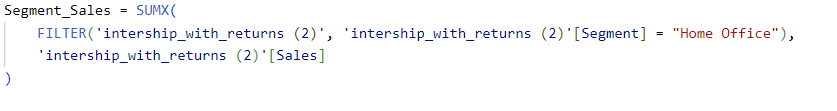 Segment_Sales = SUMX(
FILTER('intership_with_returns (2)', 'intership_with_returns (2)'[Segment] = "Home Office"),
'intership_with_returns (2)'[Sales]
)